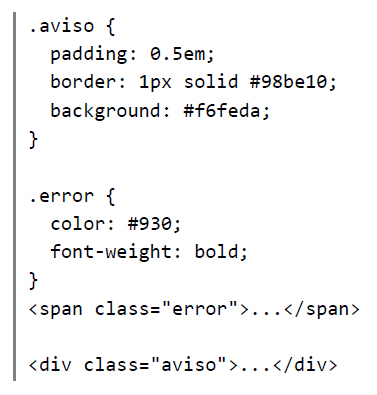 .aviso {
  padding: 0.5em;
  border: 1px solid #98be10;
  background: #f6feda;
}

.error {
  color: #930;
  font-weight: bold;
}
<span class="error">...</span>

<div class="aviso">...</div>